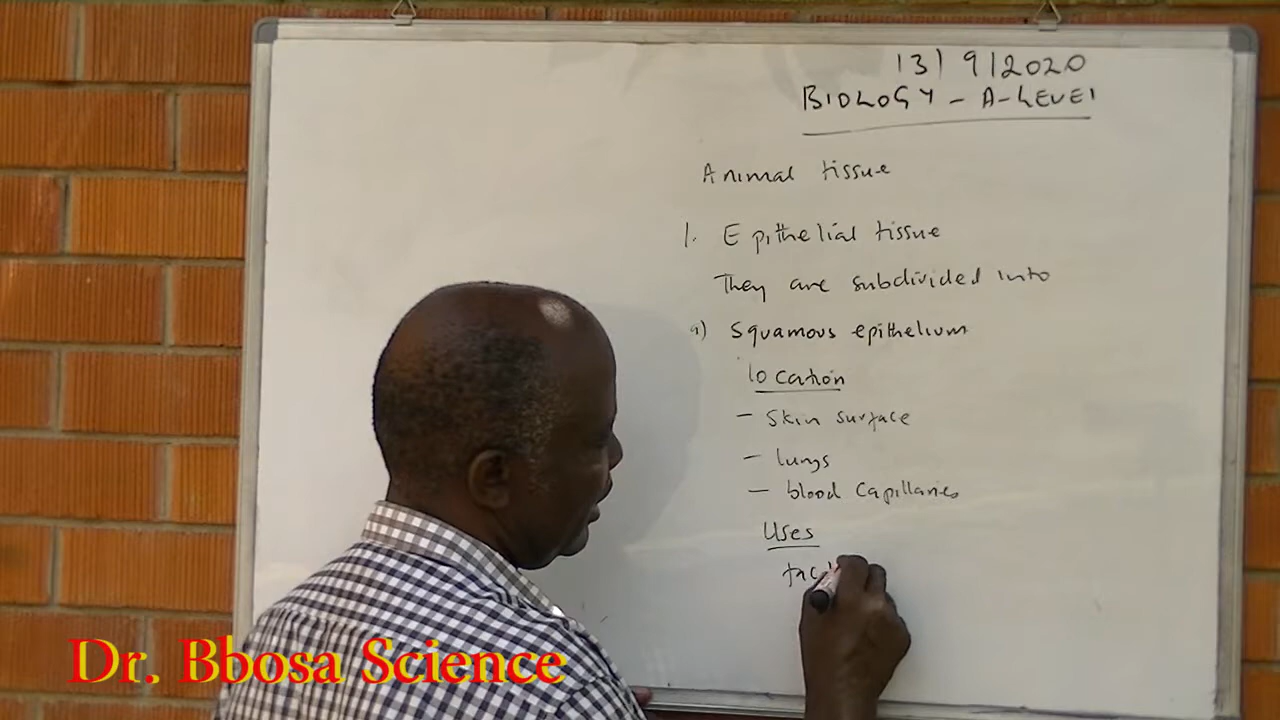 13/9/2020
BIOLOGY - A-LEVEL
Animal tissue
1. Epithelial tissue
They are subdivided into
a) Squamous epithelium
location
- Skin surface
- lungs
- blood capillaries
Uses
Dr. Bbosa Science